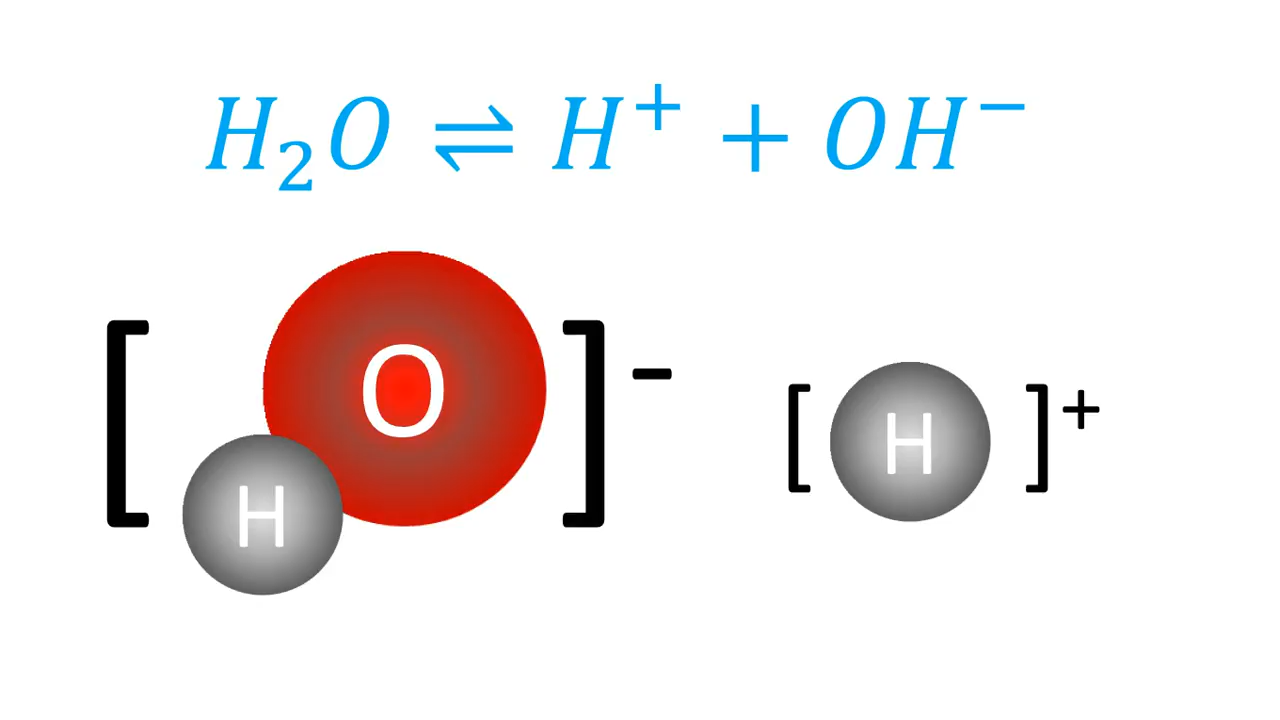 H₂O ⇌ H⁺ + OH⁻
[ H O ]⁻ [ H ]⁺